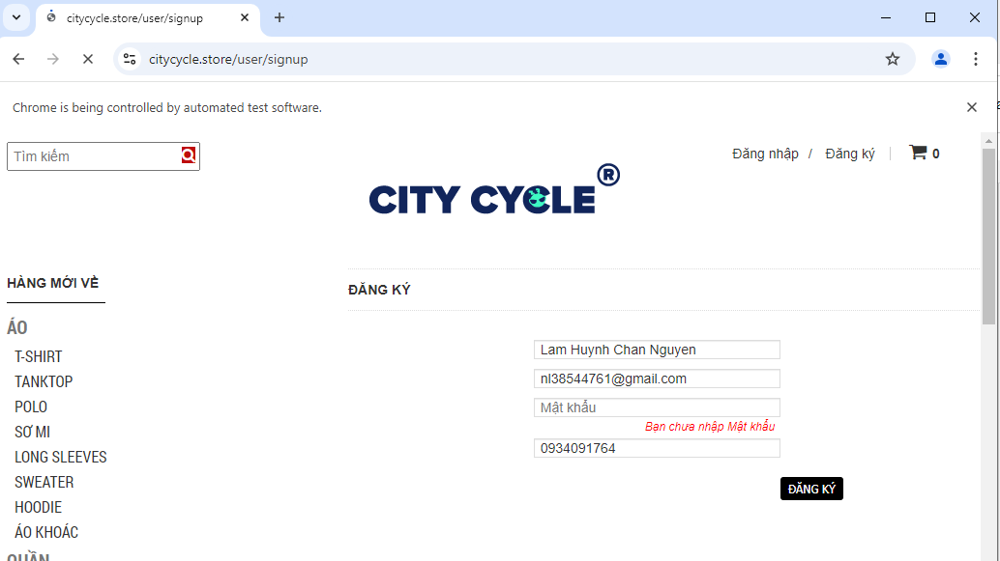 citycycle.store/user/signup
citycycle.store/user/signup
Chrome is being controlled by automated test software.
Tìm kiếm
Đăng nhập / Đăng ký 0
CITY CYCLE ®
HÀNG MỚI VỀ
ĐĂNG KÝ
ÁO
T-SHIRT
TANKTOP
POLO
SƠ MI
LONG SLEEVES
SWEATER
HOODIE
ÁO KHOÁC
QUẦN
Lam Huynh Chan Nguyen
nl38544761@gmail.com
Mật khẩu
Bạn chưa nhập Mật khẩu
0934091764
ĐĂNG KÝ